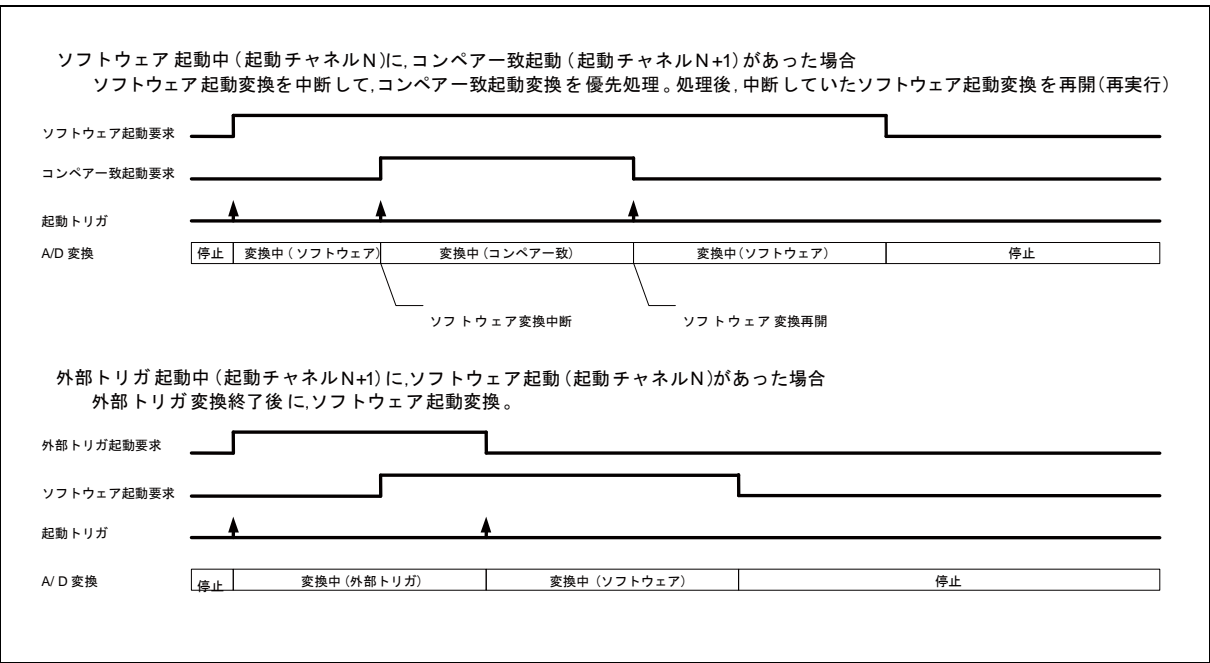 ソフトウェア起動中(起動チャネルN)に,コンペア一致起動(起動チャネルN+1)があった場合
ソフトウェア起動変換を中断して,コンペア一致起動変換を優先処理。処理後,中断していたソフトウェア起動変換を再開(再実行)
ソフトウェア起動要求
コンペア一致起動要求
起動トリガ
A/D変換 停止 変換中(ソフトウェア) 変換中(コンペア一致) 変換中(ソフトウェア) 停止
ソフトウェア変換中断 ソフトウェア変換再開
外部トリガ起動中(起動チャネルN+1)に,ソフトウェア起動(起動チャネルN)があった場合
外部トリガ変換終了後に,ソフトウェア起動変換。
外部トリガ起動要求
ソフトウェア起動要求
起動トリガ
A/D変換 停止 変換中(外部トリガ) 変換中(ソフトウェア) 停止